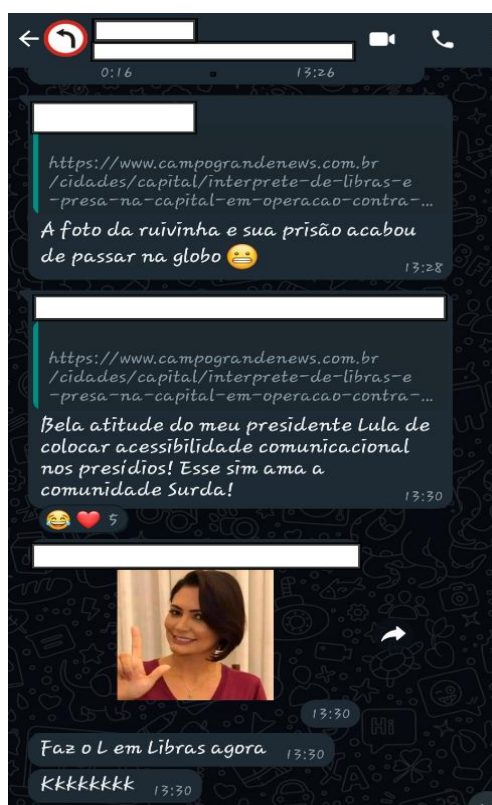 0:16 13:26
https://www.campograndenews.com.br
/cidades/capital/interprete-de-libras-e
-presa-na-capital-em-operacao-contra-...
A foto da ruivinha e sua prisão acabou
de passar na globo 😬
13:28
https://www.campograndenews.com.br
/cidades/capital/interprete-de-libras-e
-presa-na-capital-em-operacao-contra-...
Bela atitude do meu presidente Lula de
colocar acessibilidade comunicacional
nos presídios! Esse sim ama a
comunidade Surda!
13:30
😂❤️ 5
13:30
Faz o L em Libras agora 13:30
Kkkkkkkk 13:30